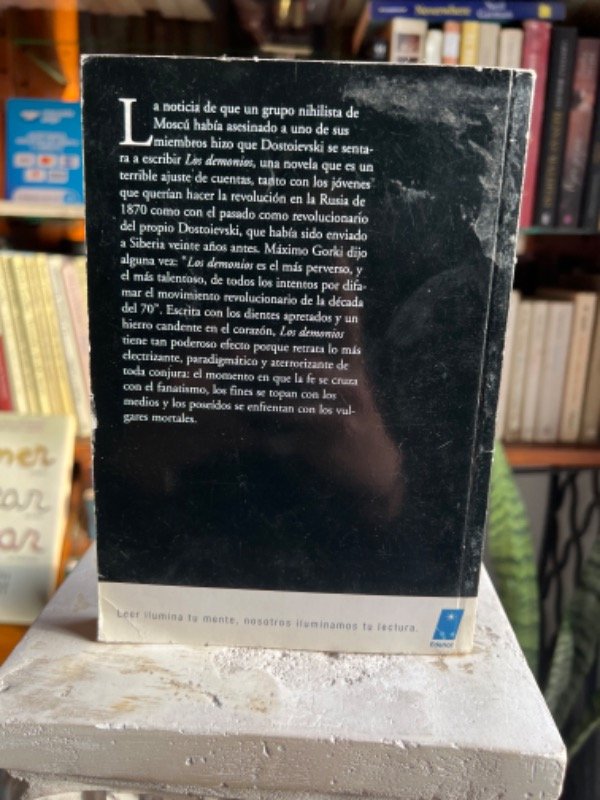 La noticia de que un grupo nihilista de
Moscú había asesinado a uno de sus
miembros hizo que Dostoievski se senta-
ra a escribir Los demonios, una novela que es un
terrible ajuste de cuentas, tanto con los jóvenes
que querían hacer la revolución en la Rusia de
1870 como con el pasado como revolucionario
del propio Dostoievski, que había sido enviado
a Siberia veinte años antes. Máximo Gorki dijo
alguna vez: "Los demonios es el más perverso, y
el más talentoso, de todos los intentos por difa-
mar el movimiento revolucionario de la década
del 70". Escrita con los dientes apretados y un
hierro candente en el corazón, Los demonios
tiene tan poderoso efecto porque retrata lo más
electrizante, paradigmático y aterrorizante de
toda conjura: el momento en que la fe se cruza
con el fanatismo, los fines se topan con los
medios y los poseídos se enfrentan con los vul-
gares mortales.
Leer ilumina tu mente, nosotros iluminamos tu lectura.
Edenor